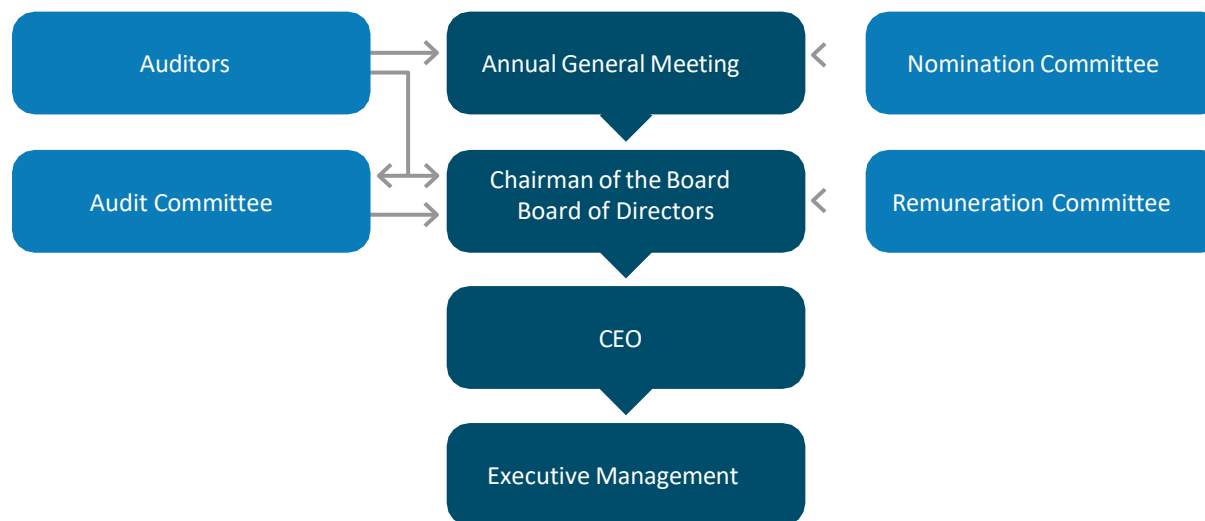 Auditors
Annual General Meeting
Nomination Committee
Audit Committee
Chairman of the Board
Board of Directors
Remuneration Committee
CEO
Executive Management